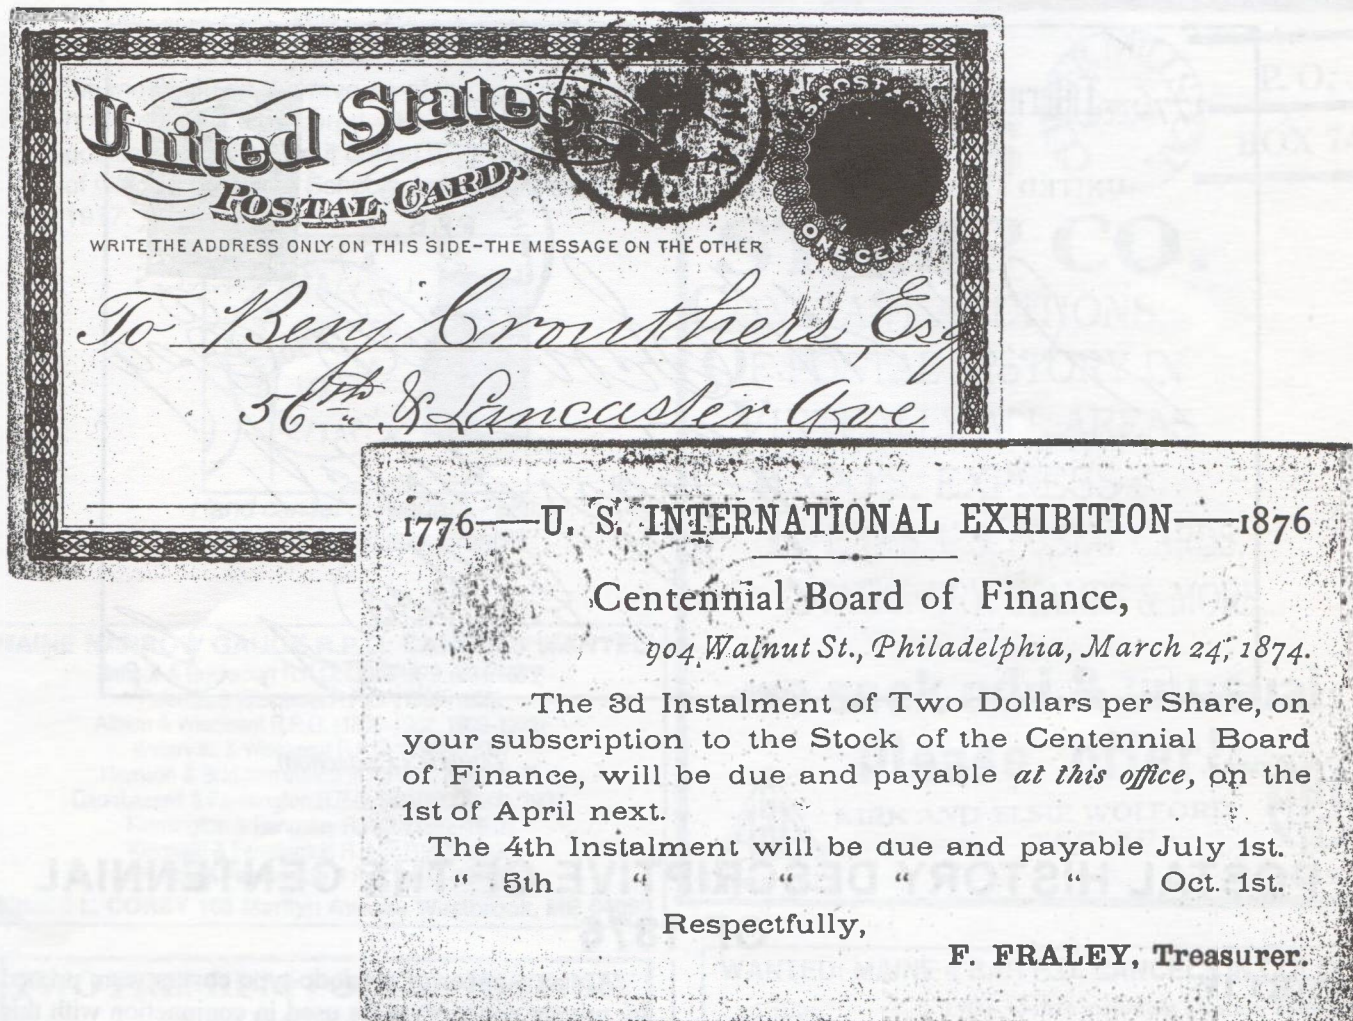 United States
POSTAL CARD.
U.S. POSTAGE
ONE CENT
WRITE THE ADDRESS ONLY ON THIS SIDE-THE MESSAGE ON THE OTHER
To Benj Crouthers, Esq
56th & Lancaster Ave
1776——U. S. INTERNATIONAL EXHIBITION——1876
Centennial Board of Finance,
904 Walnut St., Philadelphia, March 24, 1874.
The 3d Instalment of Two Dollars per Share, on
your subscription to the Stock of the Centennial Board
of Finance, will be due and payable at this office, on the
1st of April next.
The 4th Instalment will be due and payable July 1st.
" 5th " " " " Oct. 1st.
Respectfully,
F. FRALEY, Treasurer.